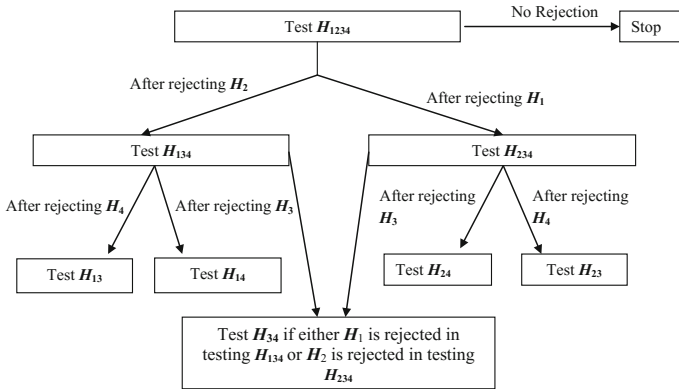 No Rejection
Test H1234
Stop
After rejecting H2
After rejecting H1
Test H134
Test H234
After rejecting H4
After rejecting H3
After rejecting
H3
After rejecting
H4
Test H13
Test H14
Test H24
Test H23
Test H34 if either H1 is rejected in
testing H134 or H2 is rejected in testing
H234